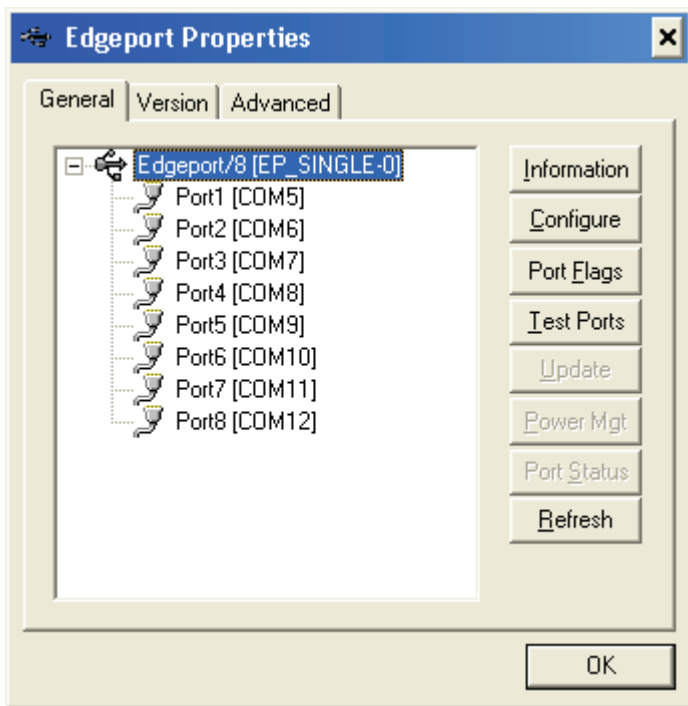 Edgeport Properties
General
Version
Advanced
Edgeport/8 [EP_SINGLE-0]
Port1 [COM5]
Port2 [COM6]
Port3 [COM7]
Port4 [COM8]
Port5 [COM9]
Port6 [COM10]
Port7 [COM11]
Port8 [COM12]
Information
Configure
Port Flags
Test Ports
Update
Power Mgt
Port Status
Refresh
OK